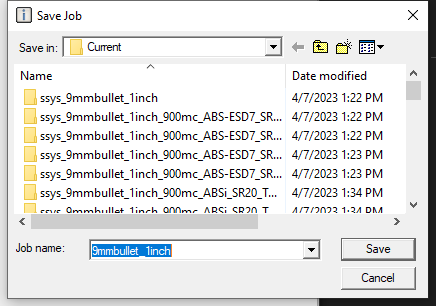 Save Job
Save in: Current
Name Date modified
ssys_9mmbullet_1inch 4/7/2023 1:22 PM
ssys_9mmbullet_1inch_900mc_ABS-ESD7_SR... 4/7/2023 1:22 PM
ssys_9mmbullet_1inch_900mc_ABS-ESD7_SR... 4/7/2023 1:22 PM
ssys_9mmbullet_1inch_900mc_ABS-ESD7_SR... 4/7/2023 1:23 PM
ssys_9mmbullet_1inch_900mc_ABS-ESD7_SR... 4/7/2023 1:23 PM
ssys_9mmbullet_1inch_900mc_ABSi_SR20_T... 4/7/2023 1:34 PM
ssys_9mmbullet_1inch_900mc_ABSi_SR20_T... 4/7/2023 1:34 PM
Job name: 9mmbullet_1inch Save
Cancel